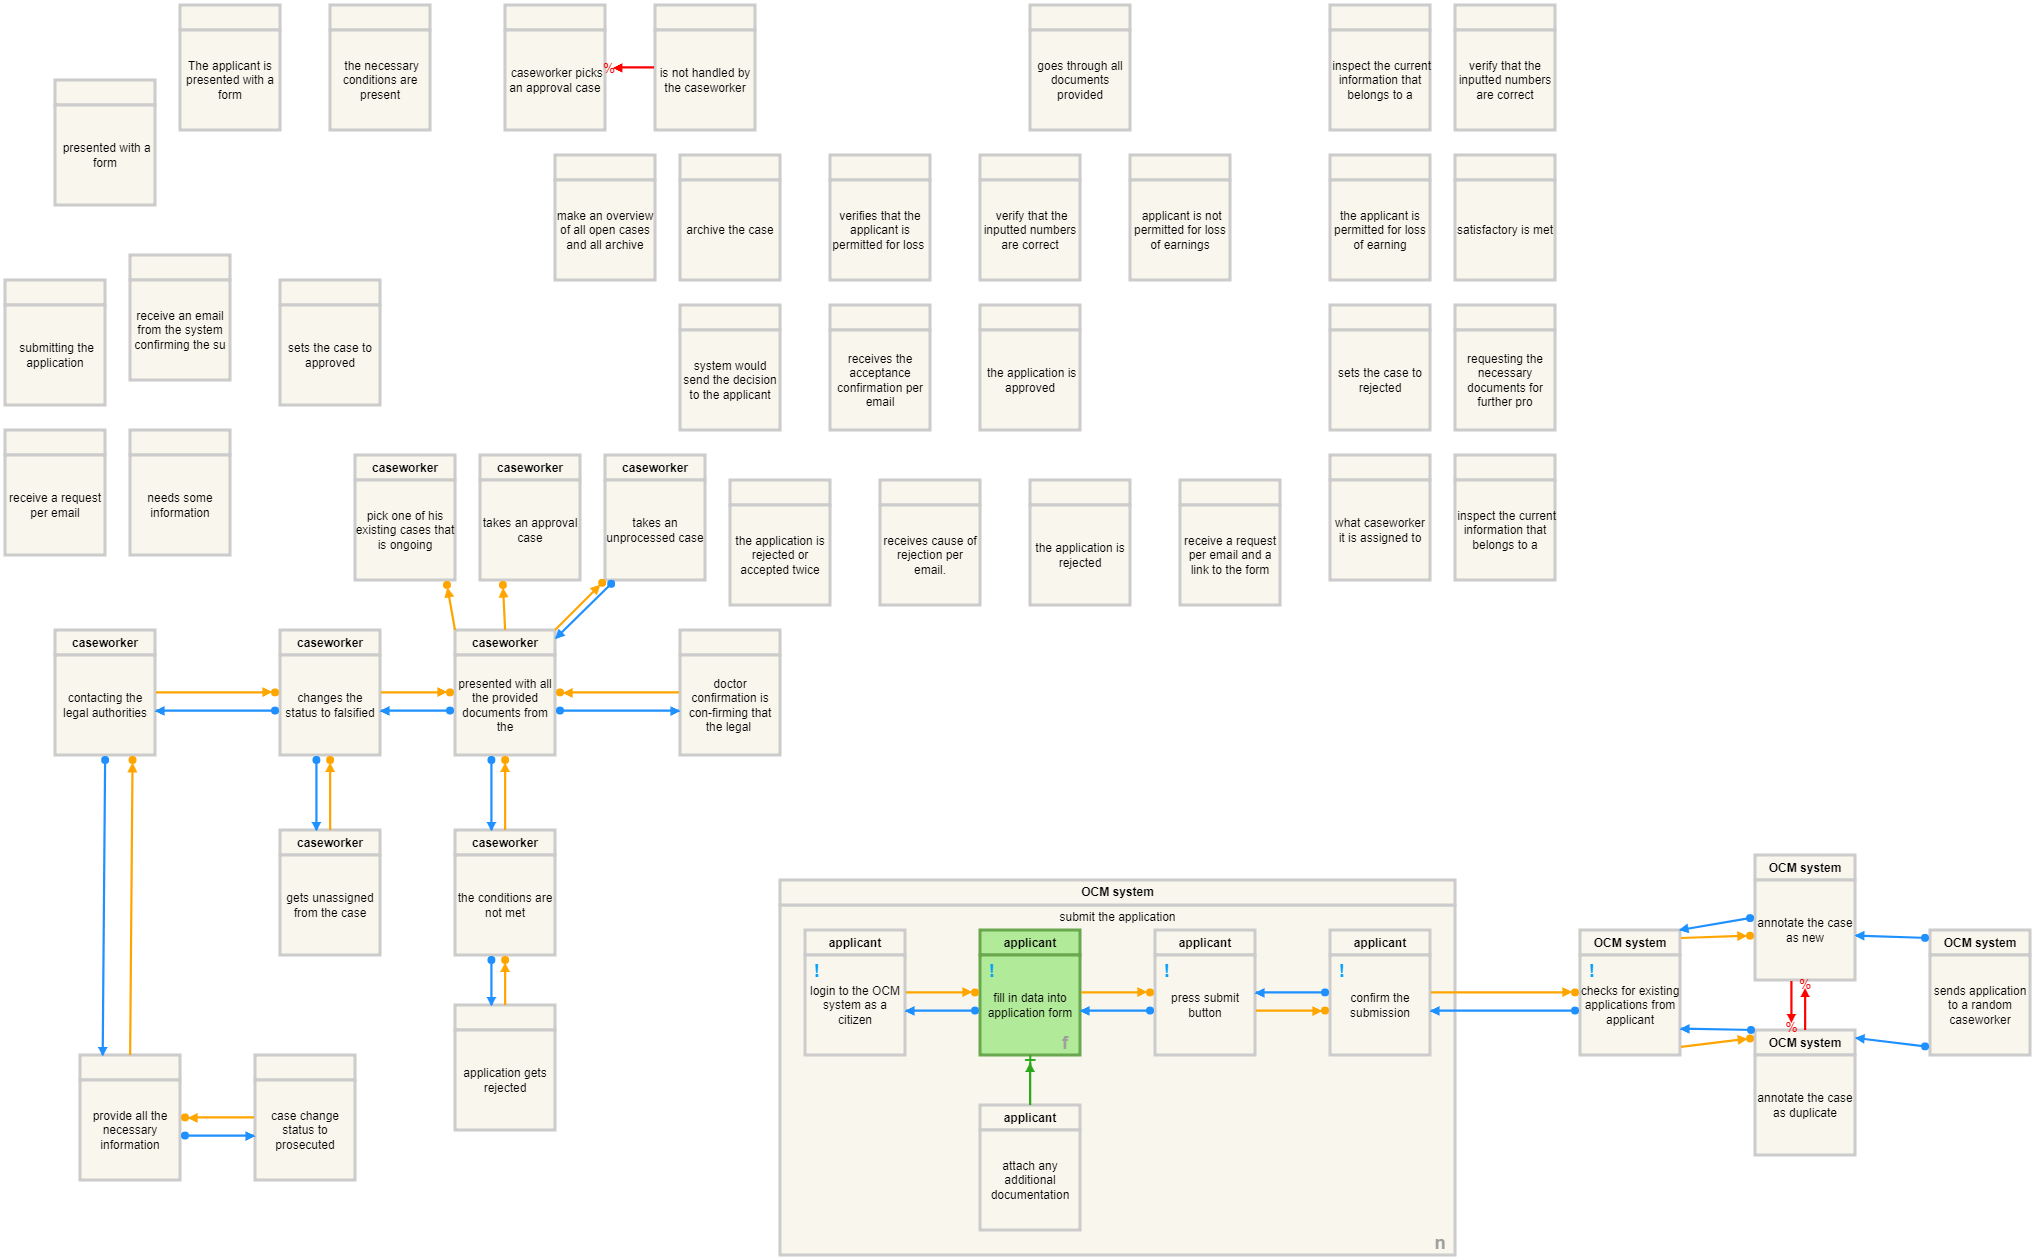 The applicant is
presented with a
form
the necessary
conditions are
present
caseworker picks
an approval case
%
is not handled by
the caseworker
goes through all
documents
provided
inspect the current
information that
belongs to a
verify that the
inputted numbers
are correct
presented with a
form
make an overview
of all open cases
and all archive
archive the case
verifies that the
applicant is
permitted for loss
verify that the
inputted numbers
are correct
applicant is not
permitted for loss
of earnings
the applicant is
permitted for loss
of earning
satisfactory is met
submitting the
application
receive an email
from the system
confirming the su
sets the case to
approved
system would
send the decision
to the applicant
receives the
acceptance
confirmation per
email
the application is
approved
sets the case to
rejected
requesting the
necessary
documents for
further pro
receive a request
per email
needs some
information
caseworker
pick one of his
existing cases that
is ongoing
caseworker
takes an approval
case
caseworker
takes an
unprocessed case
the application is
rejected or
accepted twice
receives cause of
rejection per
email.
the application is
rejected
receive a request
per email and a
link to the form
what caseworker
it is assigned to
inspect the current
information that
belongs to a
caseworker
contacting the
legal authorities
caseworker
changes the
status to falsified
caseworker
presented with all
the provided
documents from
the
doctor
confirmation is
con-firming that
the legal
caseworker
gets unassigned
from the case
caseworker
the conditions are
not met
application gets
rejected
provide all the
necessary
information
case change
status to
prosecuted
OCM system
submit the application
applicant
!
login to the OCM
system as a
citizen
applicant
!
fill in data into
application form
f
applicant
!
press submit
button
applicant
!
confirm the
submission
applicant
attach any
additional
documentation
n
OCM system
!
checks for existing
applications from
applicant
OCM system
annotate the case
as new
%
%
OCM system
annotate the case
as duplicate
OCM system
sends application
to a random
caseworker